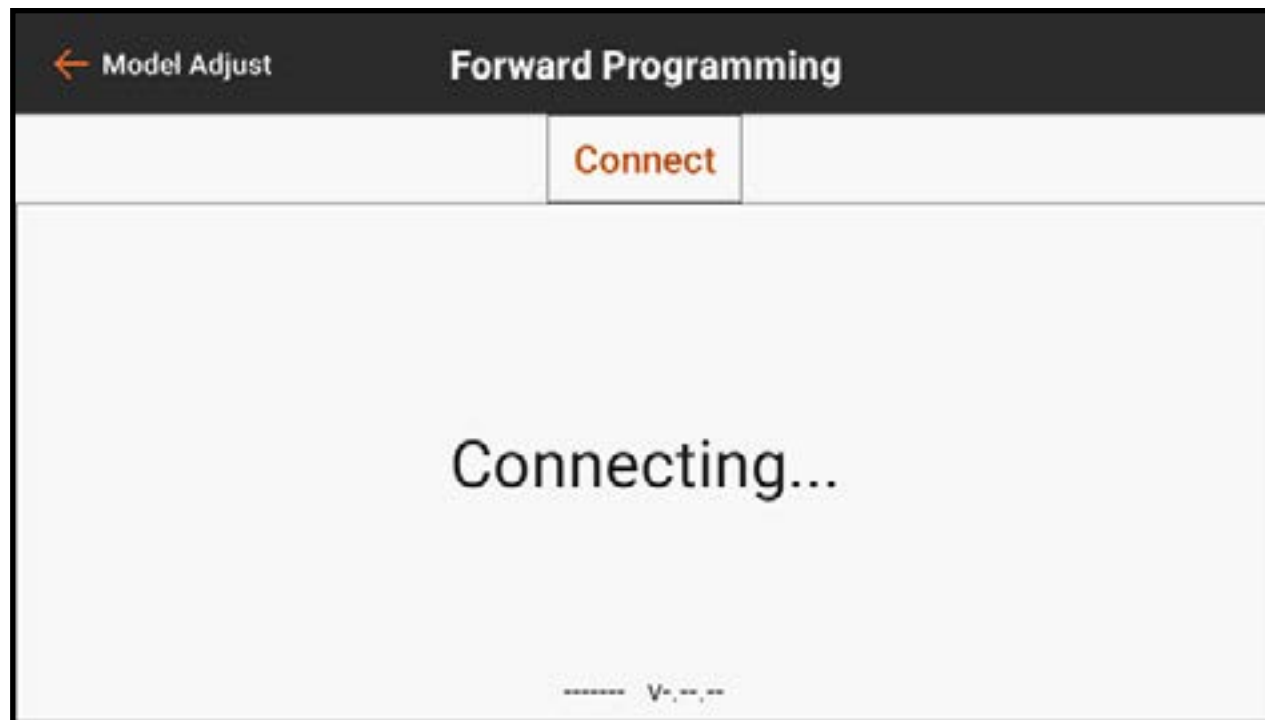 Model Adjust Forward Programming
Connect
Connecting...
------- v-.--.--